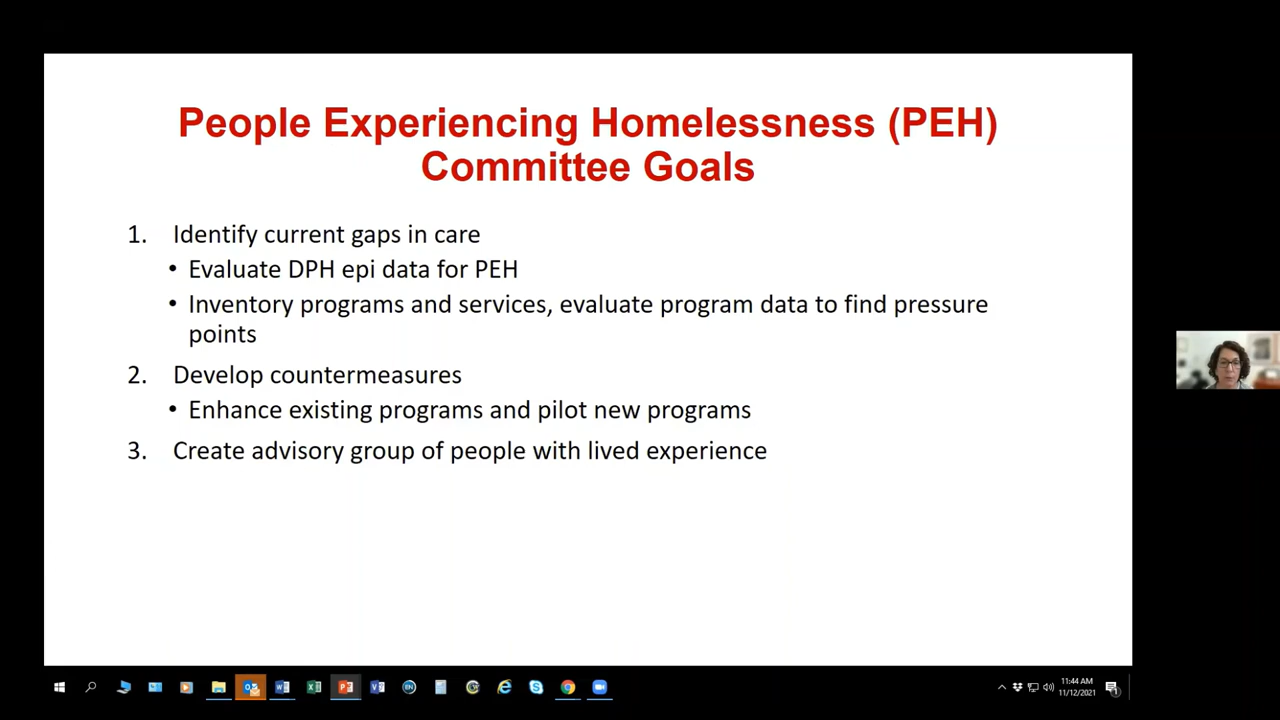 People Experiencing Homelessness (PEH)
Committee Goals
1. Identify current gaps in care
• Evaluate DPH epi data for PEH
• Inventory programs and services, evaluate program data to find pressure
points
2. Develop countermeasures
• Enhance existing programs and pilot new programs
3. Create advisory group of people with lived experience
11:44 AM
11/12/2021